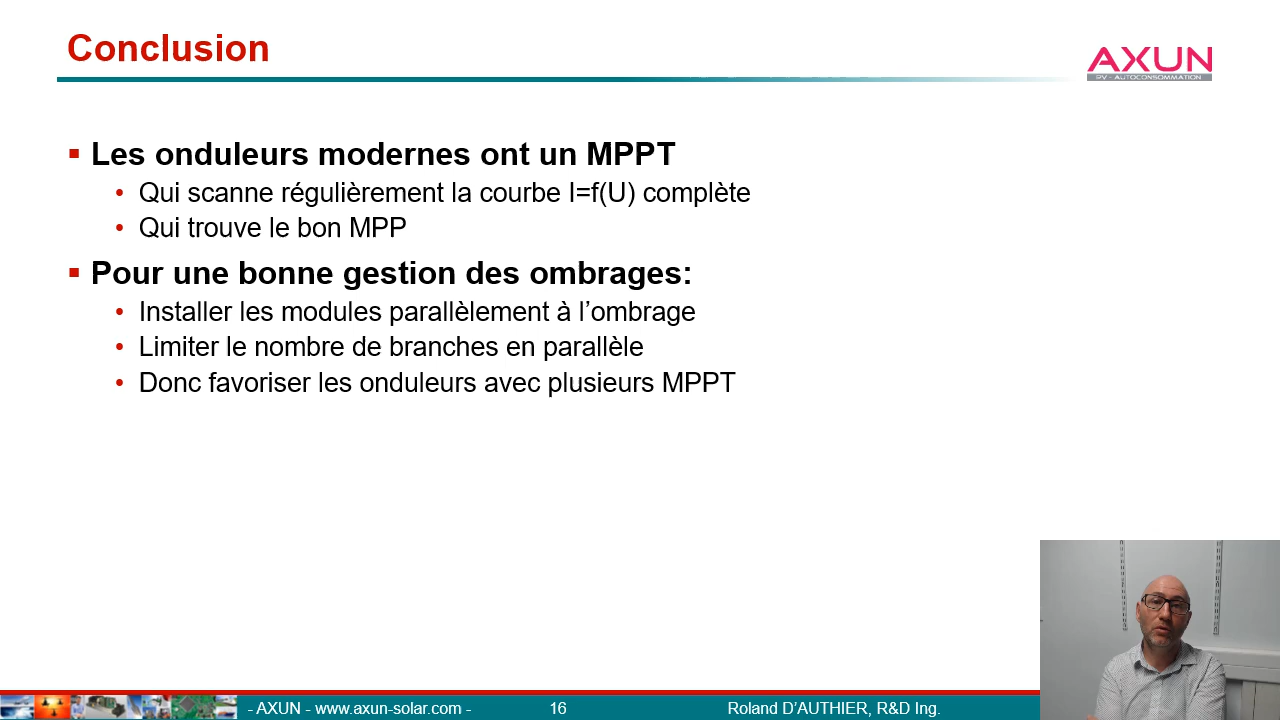 Conclusion
AXUN
PV - AUTOCONSOMMATION
Les onduleurs modernes ont un MPPT
Qui scanne régulièrement la courbe I=f(U) complète
Qui trouve le bon MPP
Pour une bonne gestion des ombrages:
Installer les modules parallèlement à l’ombrage
Limiter le nombre de branches en parallèle
Donc favoriser les onduleurs avec plusieurs MPPT
- AXUN - www.axun-solar.com - 16 Roland D’AUTHIER, R&D Ing.